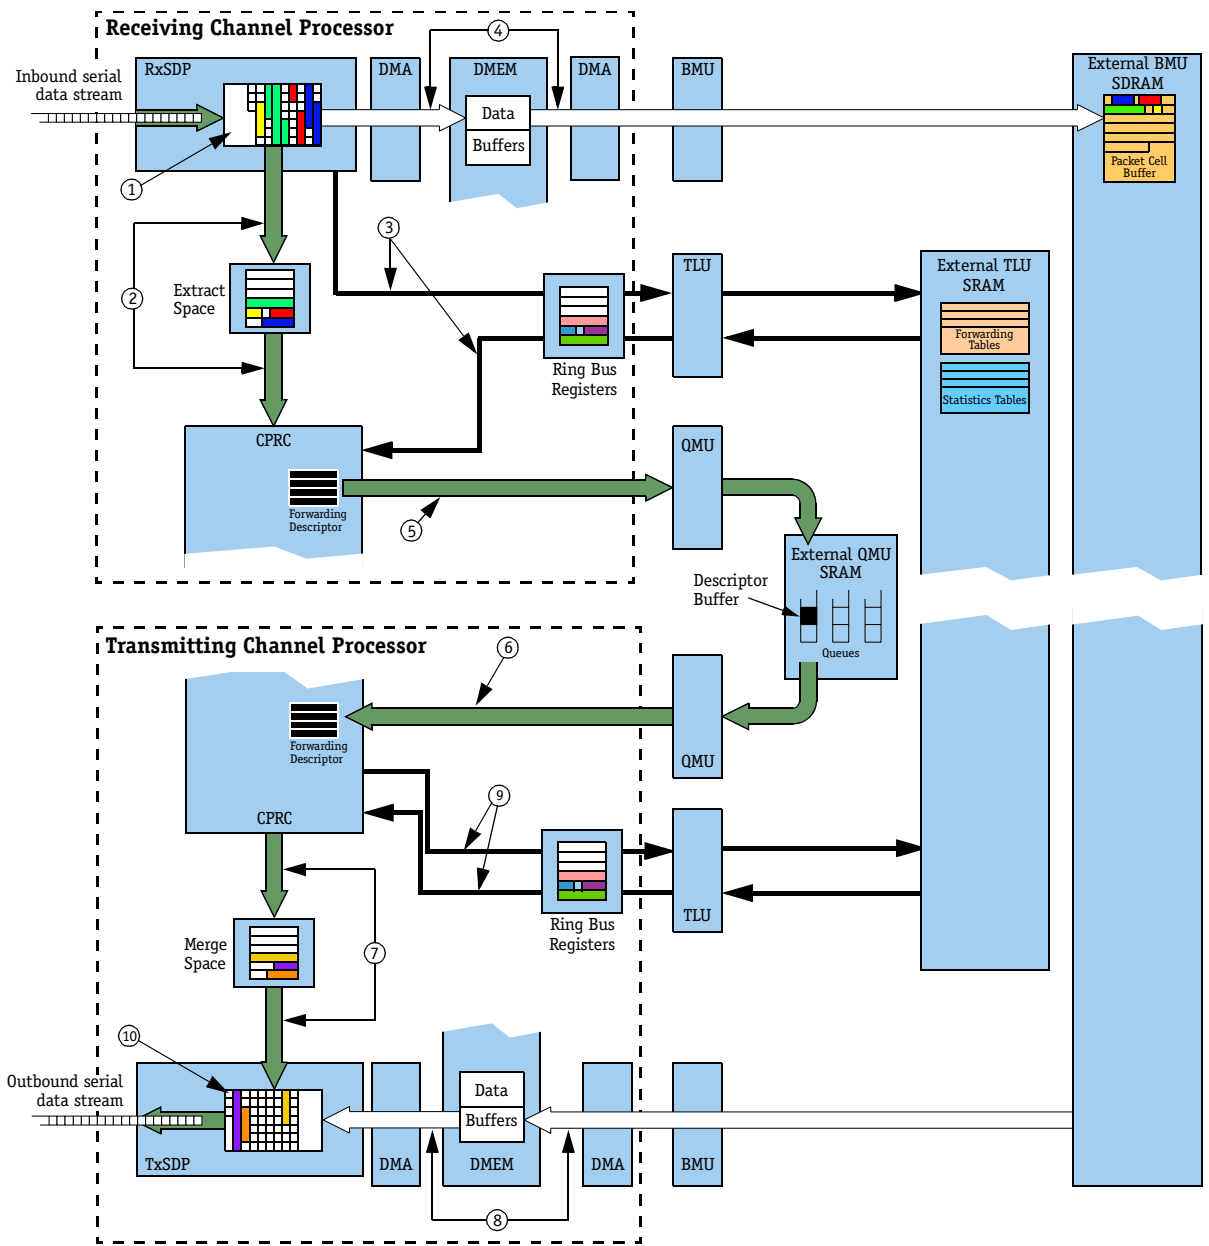 Receiving Channel Processor
4
RxSDP
DMA
DMEM
DMA
BMU
External BMU
SDRAM
Inbound serial
data stream
Data
Buffers
Packet Cell
Buffer
1
3
2
Extract
Space
TLU
External TLU
SRAM
Forwarding
Tables
Statistics Tables
Ring Bus
Registers
CPRC
QMU
Forwarding
Descriptor
5
External QMU
SRAM
Descriptor
Buffer
Queues
Transmitting Channel Processor
6
Forwarding
Descriptor
QMU
CPRC
9
TLU
Ring Bus
Registers
Merge
Space
7
10
Outbound serial
data stream
Data
Buffers
TxSDP
DMA
DMEM
DMA
BMU
8